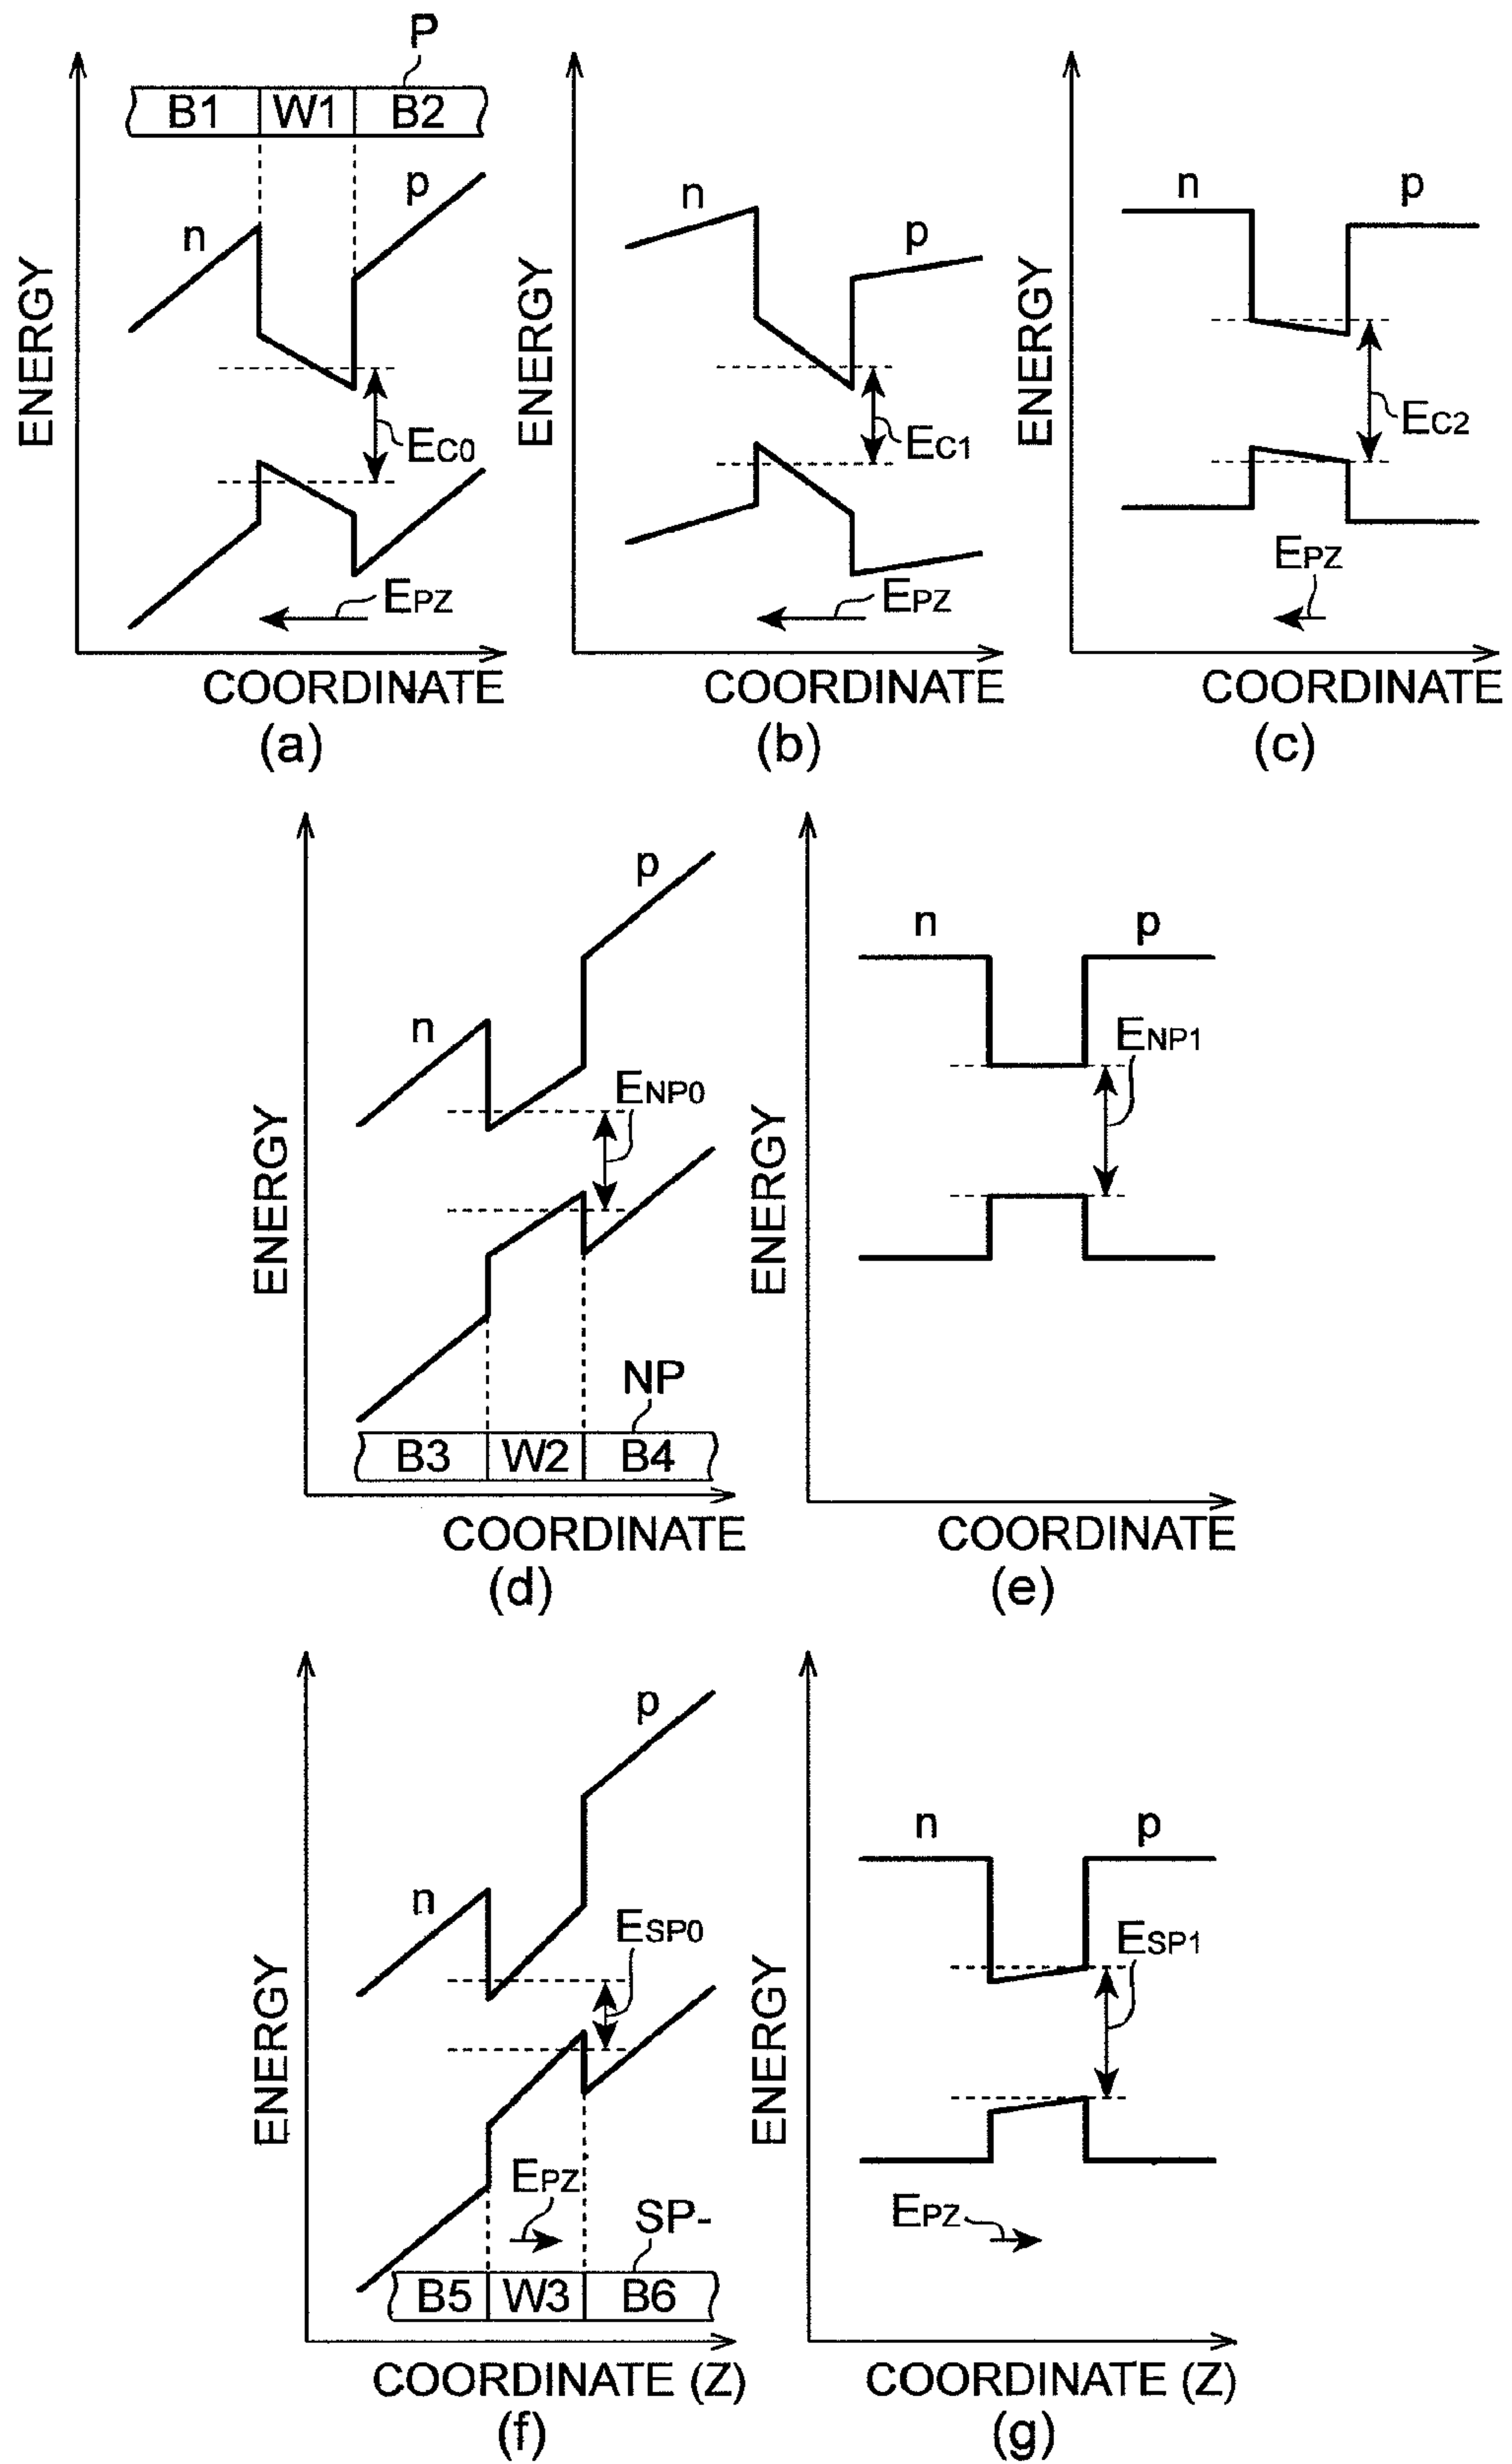 P
B1 W1 B2
n p
ENERGY
EC0
EPZ
COORDINATE
(a)
n p
ENERGY
EC1
EPZ
COORDINATE
(b)
n p
ENERGY
EC2
EPZ
COORDINATE
(c)
p
n
ENERGY
ENP0
NP
B3 W2 B4
COORDINATE
(d)
n p
ENERGY
ENP1
COORDINATE
(e)
p
n
ENERGY
ESP0
EPZ
SP-
B5 W3 B6
COORDINATE (Z)
(f)
n p
ENERGY
ESP1
EPZ
COORDINATE (Z)
(g)